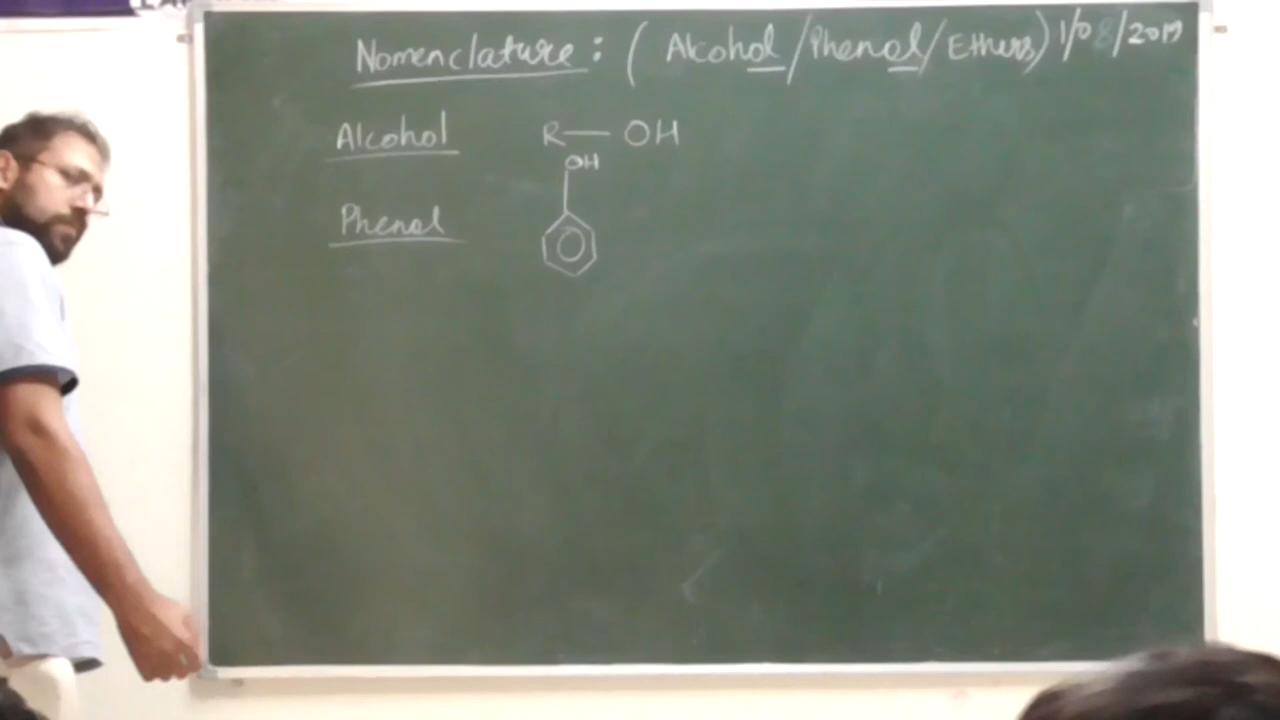 Nomenclature : ( Alcohol / Phenol / Ethers ) 1/08/2019
Alcohol R — OH
OH
Phenol